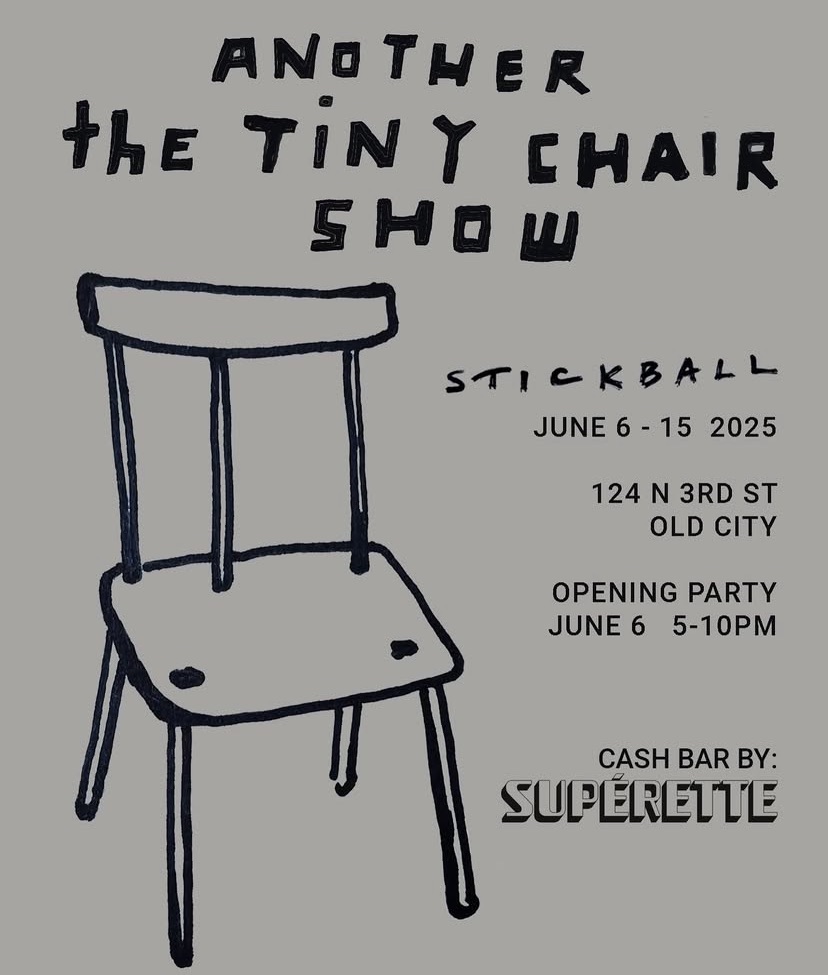 ANOTHER
the TiNY CHAIR
SHOW
STICKBALL
JUNE 6 - 15 2025
124 N 3RD ST
OLD CITY
OPENING PARTY
JUNE 6 5-10PM
CASH BAR BY:
SUPÉRETTE